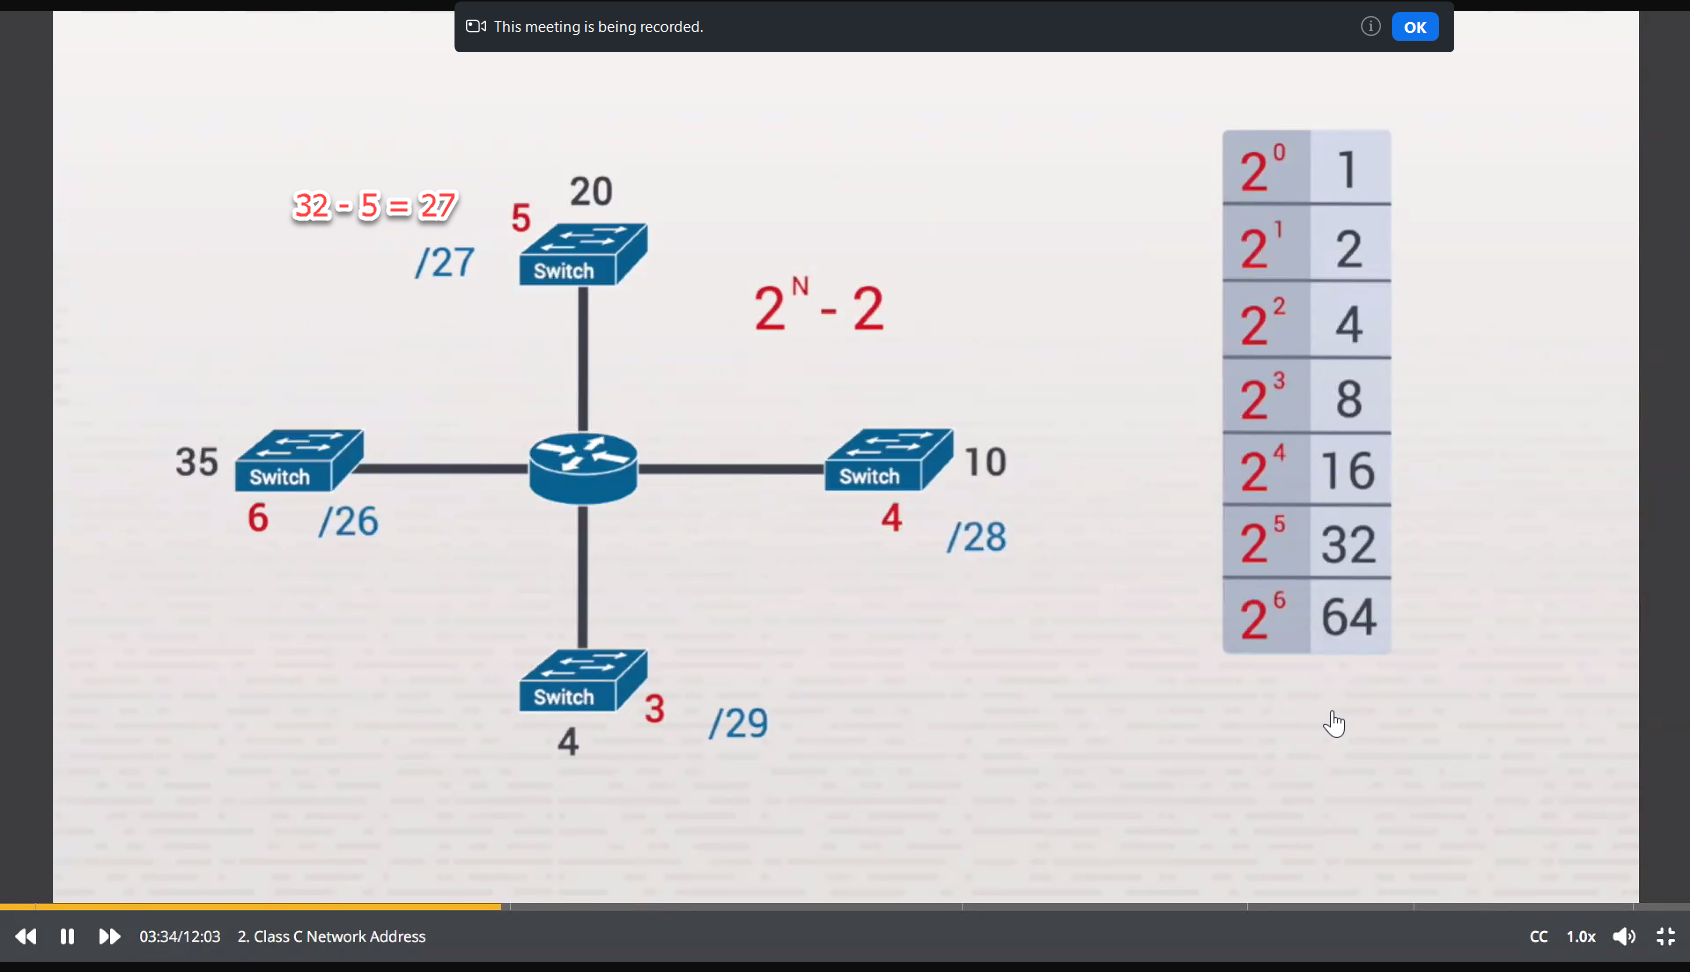 This meeting is being recorded.
OK
32 - 5 = 27
20
5
/27
Switch
2^N - 2
35
Switch
6
/26
Switch
10
4
/28
Switch
3
4
/29
2^0 1
2^1 2
2^2 4
2^3 8
2^4 16
2^5 32
2^6 64
03:34/12:03 2. Class C Network Address
CC 1.0x